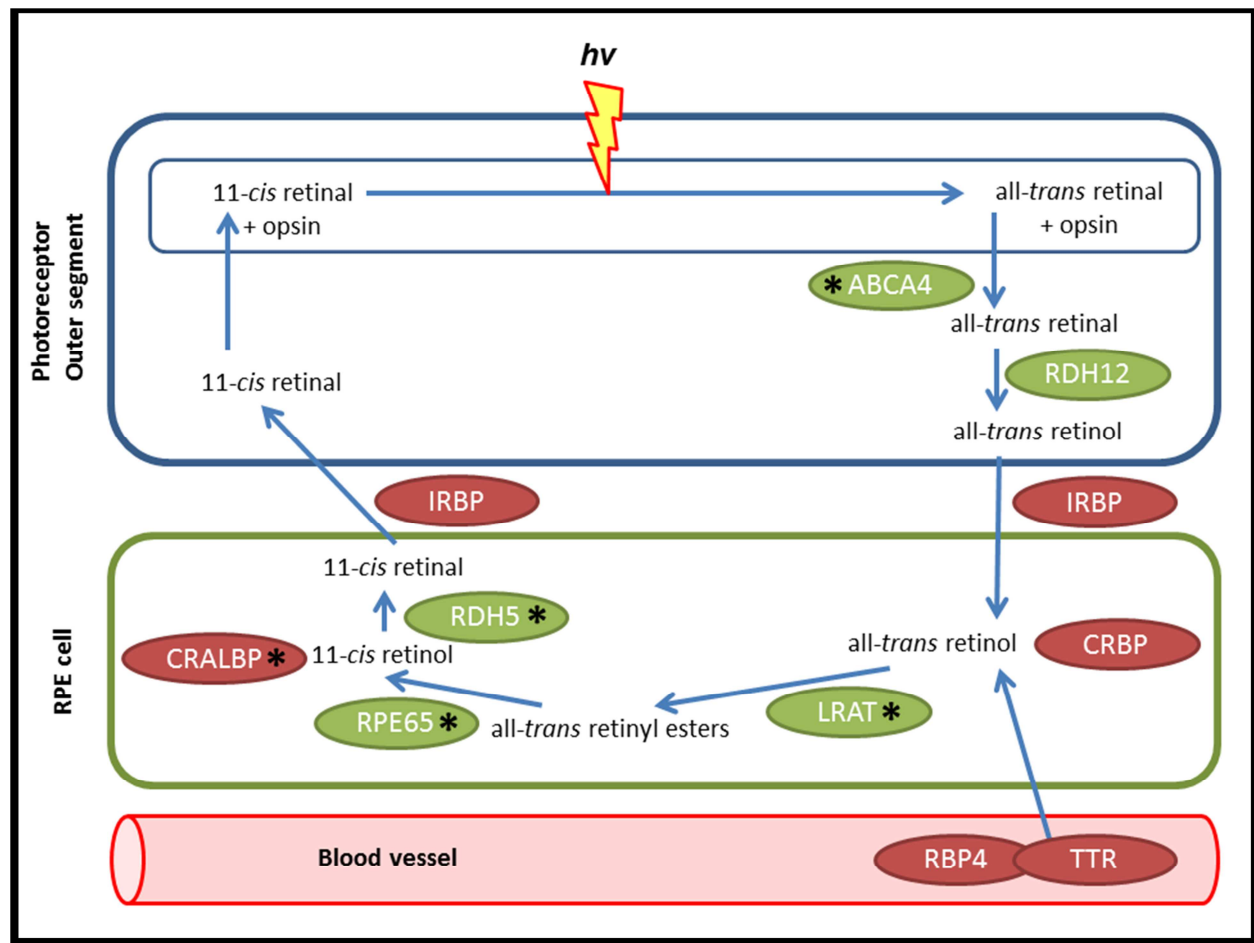 hv
Photoreceptor
Outer segment
11-cis retinal
+ opsin
all-trans retinal
+ opsin
* ABCA4
all-trans retinal
RDH12
11-cis retinal
all-trans retinol
IRBP
IRBP
RPE cell
11-cis retinal
RDH5 *
CRALBP *
11-cis retinol
all-trans retinol
CRBP
RPE65 *
all-trans retinyl esters
LRAT *
Blood vessel
RBP4
TTR